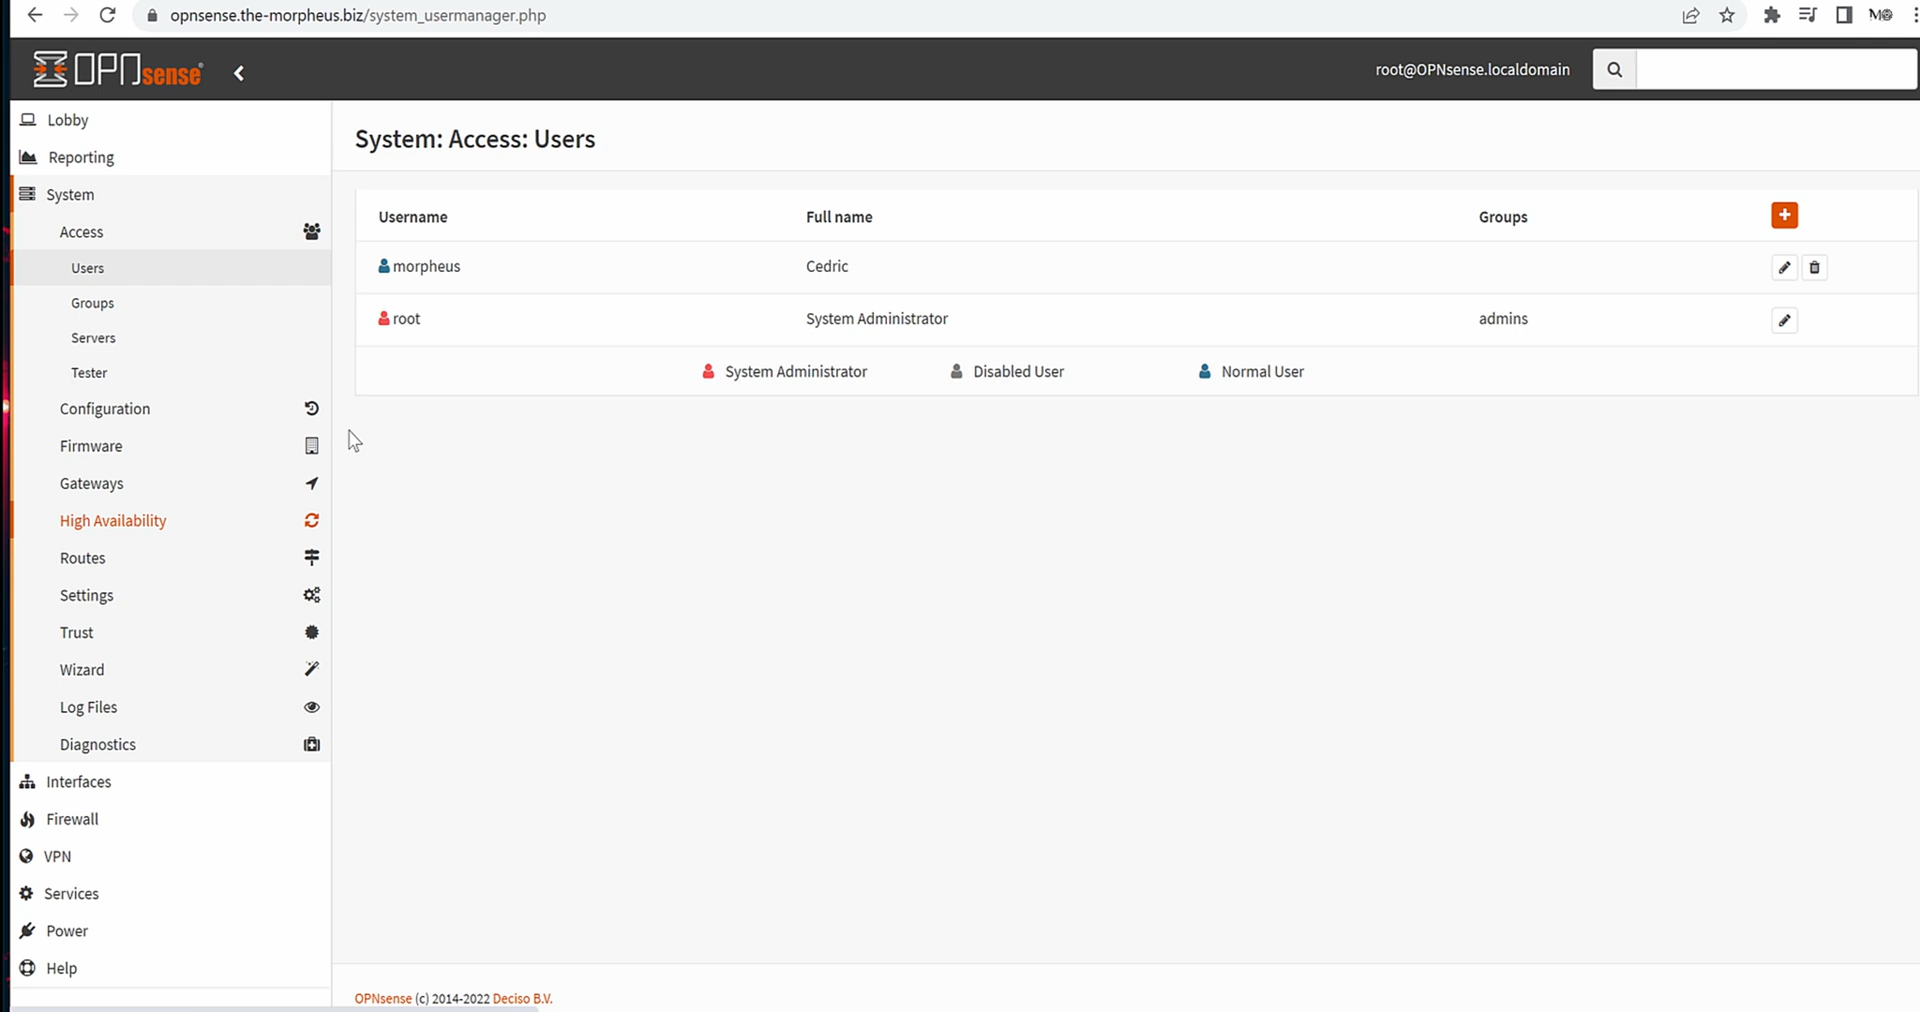 opnsense.the-morpheus.biz/system_usermanager.php
OPNsense®
root@OPNsense.localdomain
Lobby
Reporting
System
Access
Users
Groups
Servers
Tester
Configuration
Firmware
Gateways
High Availability
Routes
Settings
Trust
Wizard
Log Files
Diagnostics
Interfaces
Firewall
VPN
Services
Power
Help
System: Access: Users
Username Full name Groups
morpheus Cedric
root System Administrator admins
System Administrator Disabled User Normal User
OPNsense (c) 2014-2022 Deciso B.V.